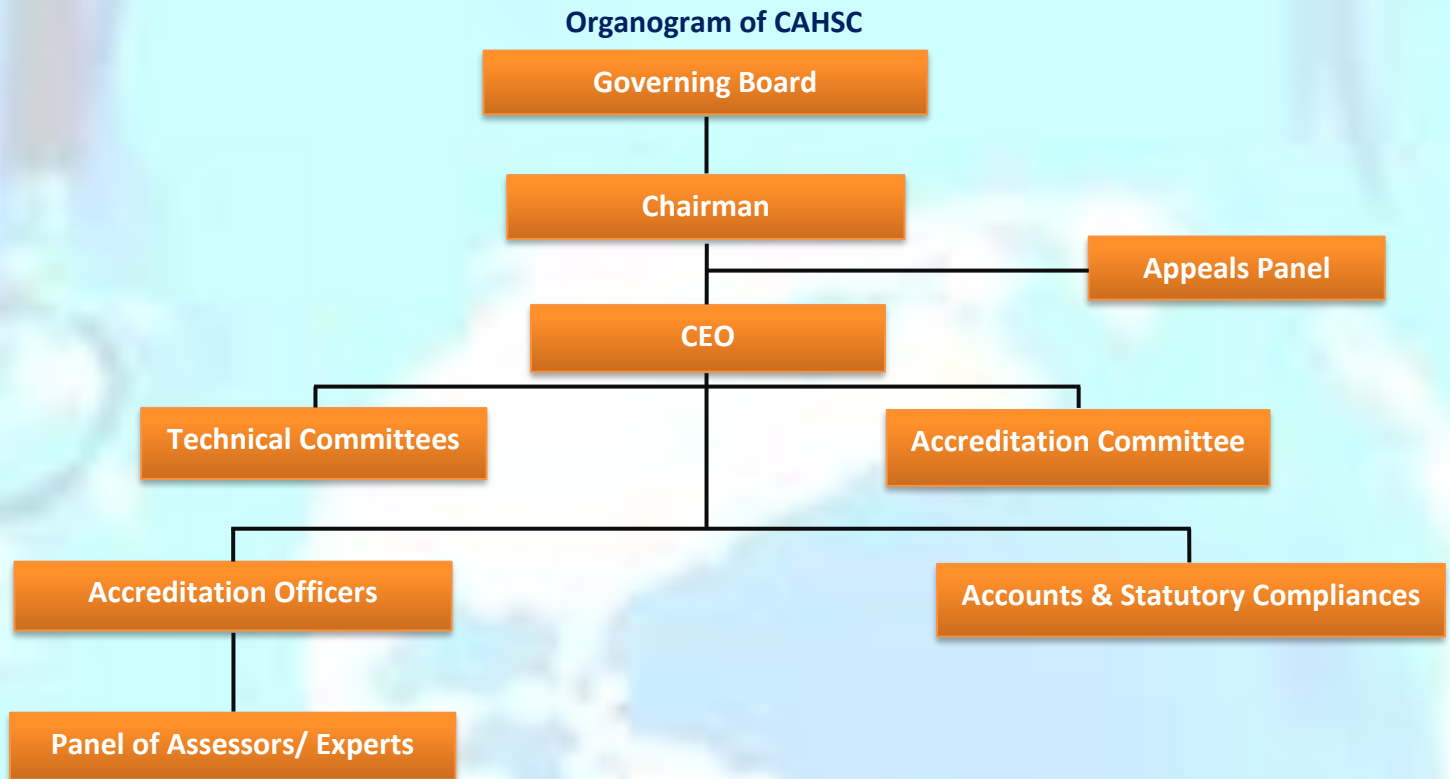 Organogram of CAHSC
Governing Board
Chairman
Appeals Panel
CEO
Technical Committees
Accreditation Committee
Accreditation Officers
Accounts & Statutory Compliances
Panel of Assessors/ Experts